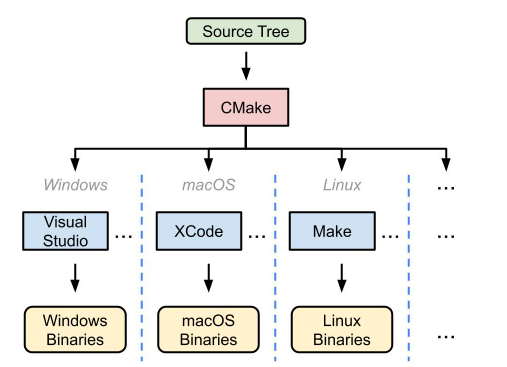 Source Tree
CMake
Windows
macOS
Linux
...
Visual
Studio
...
XCode
...
Make
...
...
Windows
Binaries
macOS
Binaries
Linux
Binaries
...